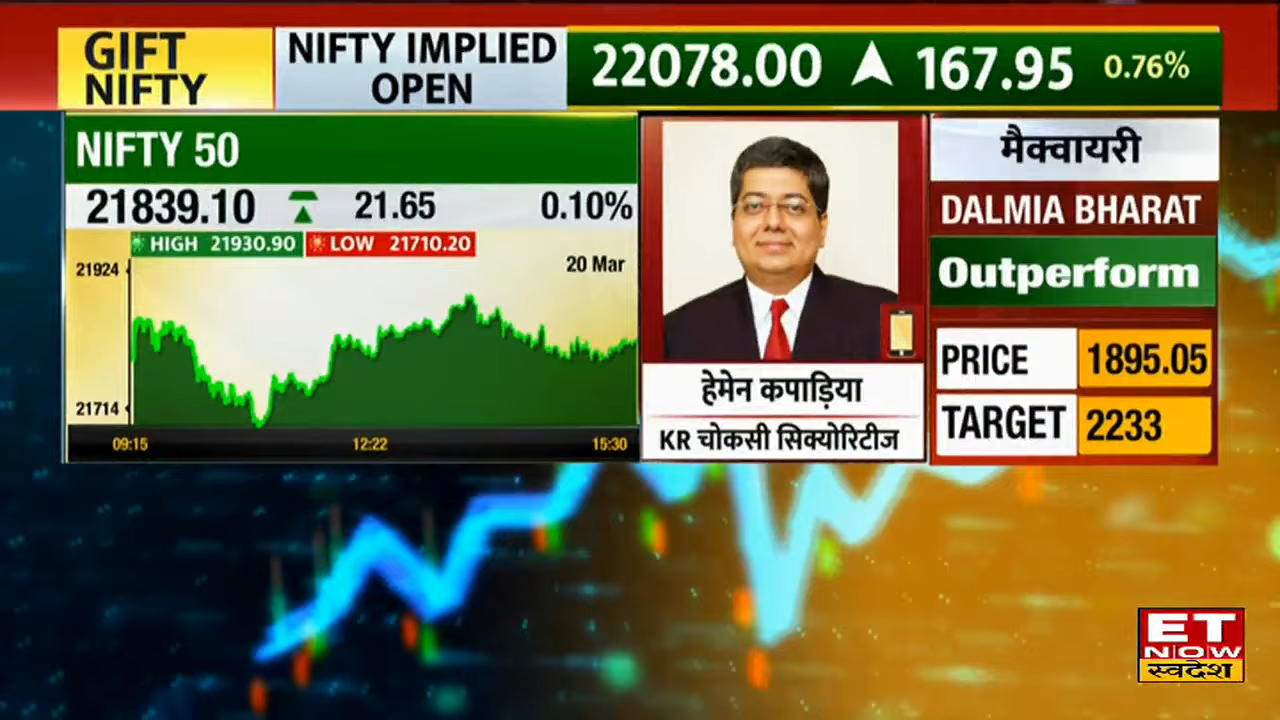 GIFT
NIFTY
NIFTY IMPLIED
OPEN
22078.00 167.95 0.76%
NIFTY 50
21839.10 21.65 0.10%
HIGH 21930.90 LOW 21710.20
20 Mar
21924
21714
09:15 12:22 15:30
हेमेन कपाड़िया
KR चोकसी सिक्योरिटीज
मैक्वायरी
DALMIA BHARAT
Outperform
PRICE 1895.05
TARGET 2233
ET
NOW
स्वदेश